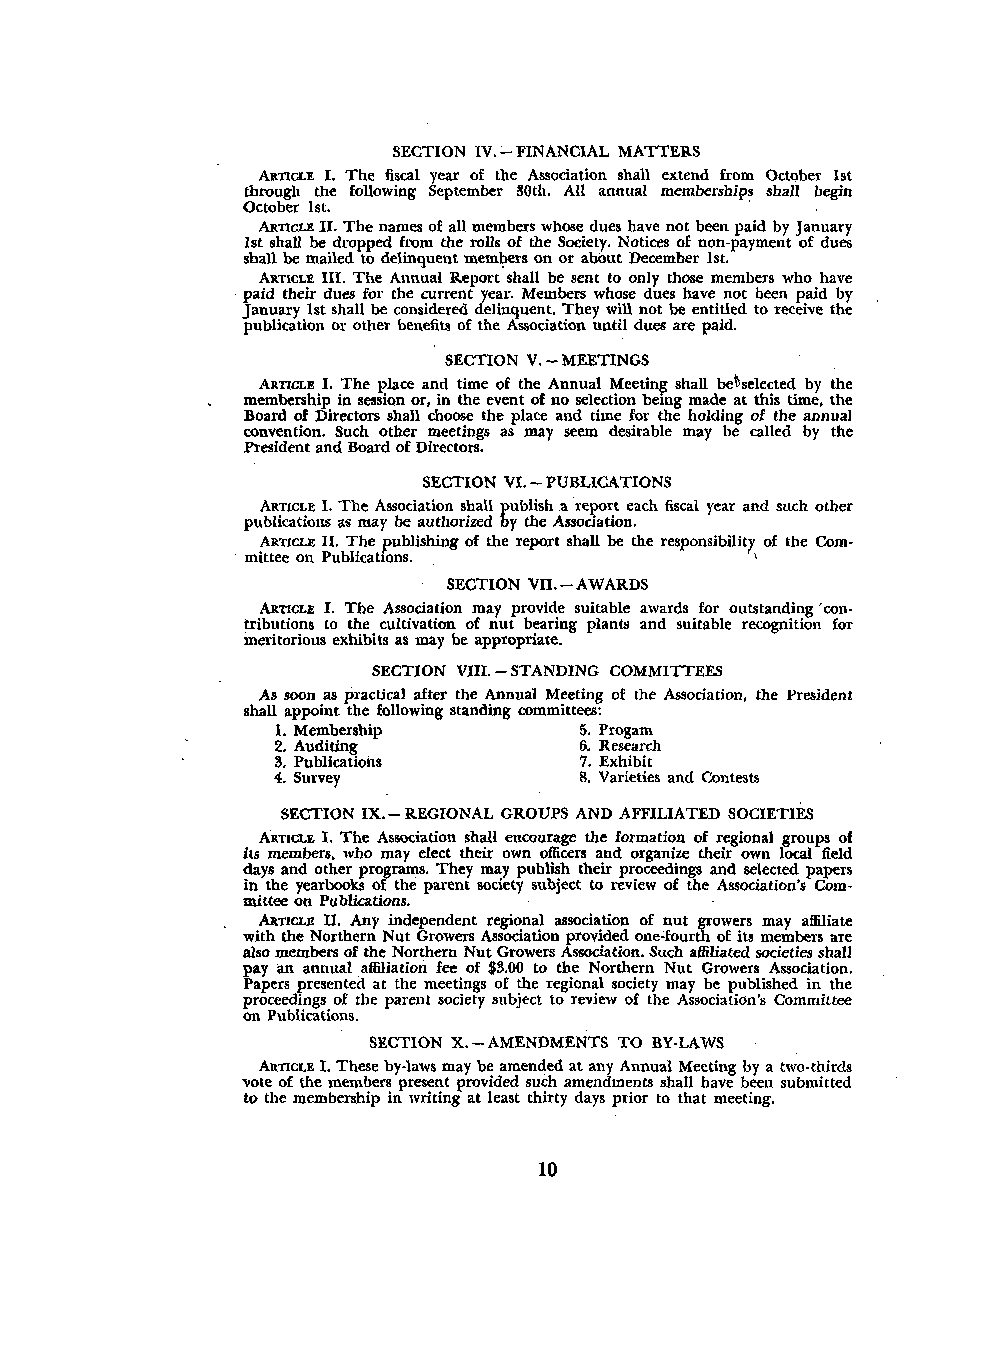 SECTION IV. — FINANCIAL MATTERS
ARTICLE I. The fiscal year of the Association shall extend from October 1st
through the following September 30th. All annual memberships shall begin
October 1st.
ARTICLE II. The names of all members whose dues have not been paid by January
1st shall be dropped from the rolls of the Society. Notices of non-payment of dues
shall be mailed to delinquent members on or about December 1st.
ARTICLE III. The Annual Report shall be sent to only those members who have
paid their dues for the current year. Members whose dues have not been paid by
January 1st shall be considered delinquent. They will not be entitled to receive the
publication or other benefits of the Association until dues are paid.
SECTION V. — MEETINGS
ARTICLE I. The place and time of the Annual Meeting shall be selected by the
membership in session or, in the event of no selection being made at this time, the
Board of Directors shall choose the place and time for the holding of the annual
convention. Such other meetings as may seem desirable may be called by the
President and Board of Directors.
SECTION VI. — PUBLICATIONS
ARTICLE I. The Association shall publish a report each fiscal year and such other
publications as may be authorized by the Association.
ARTICLE II. The publishing of the report shall be the responsibility of the Com-
mittee on Publications.
SECTION VII. — AWARDS
ARTICLE I. The Association may provide suitable awards for outstanding con-
tributions to the cultivation of nut bearing plants and suitable recognition for
meritorious exhibits as may be appropriate.
SECTION VIII. — STANDING COMMITTEES
As soon as practical after the Annual Meeting of the Association, the President
shall appoint the following standing committees:
1. Membership
2. Auditing
3. Publications
4. Survey
5. Progam
6. Research
7. Exhibit
8. Varieties and Contests
SECTION IX. — REGIONAL GROUPS AND AFFILIATED SOCIETIES
ARTICLE I. The Association shall encourage the formation of regional groups of
its members, who may elect their own officers and organize their own local field
days and other programs. They may publish their proceedings and selected papers
in the yearbooks of the parent society subject to review of the Association's Com-
mittee on Publications.
ARTICLE II. Any independent regional association of nut growers may affiliate
with the Northern Nut Growers Association provided one-fourth of its members are
also members of the Northern Nut Growers Association. Such affiliated societies shall
pay an annual affiliation fee of $3.00 to the Northern Nut Growers Association.
Papers presented at the meetings of the regional society may be published in the
proceedings of the parent society subject to review of the Association's Committee
on Publications.
SECTION X. — AMENDMENTS TO BY-LAWS
ARTICLE I. These by-laws may be amended at any Annual Meeting by a two-thirds
vote of the members present provided such amendments shall have been submitted
to the membership in writing at least thirty days prior to that meeting.
10